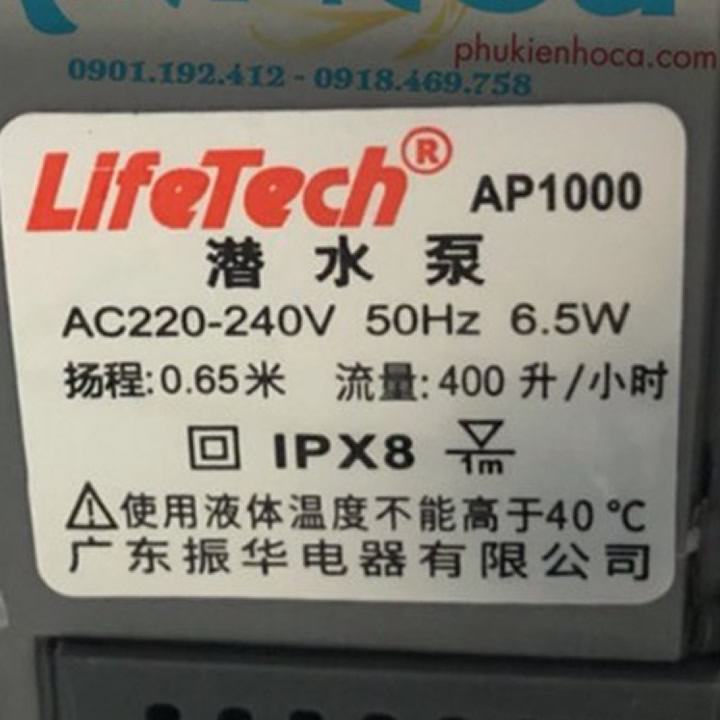 phukienhoca.com
0901.192.412 - 0918.469.758
LifeTech® AP1000
潜水泵
AC220-240V 50Hz 6.5W
扬程:0.65米 流量:400 升/小时
IPX8 1m
使用液体温度不能高于40℃
广东振华电器有限公司